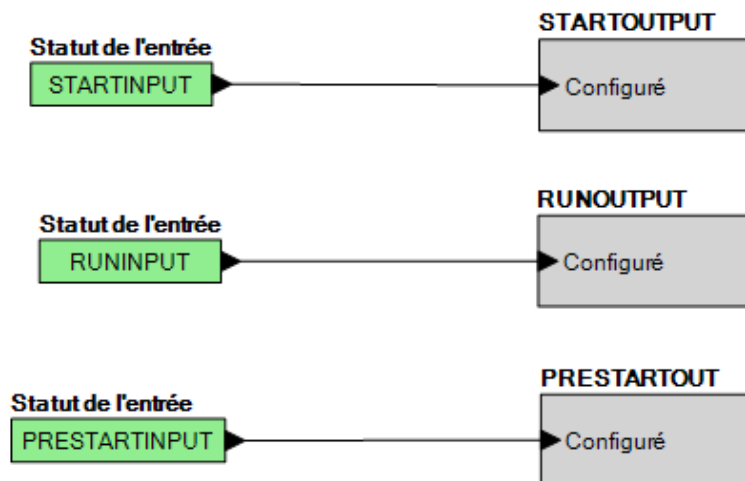 STARTOUTPUT
Statut de l'entrée
STARTINPUT
Configuré
RUNOUTPUT
Statut de l'entrée
RUNINPUT
Configuré
PRESTARTOUT
Statut de l'entrée
PRESTARTINPUT
Configuré